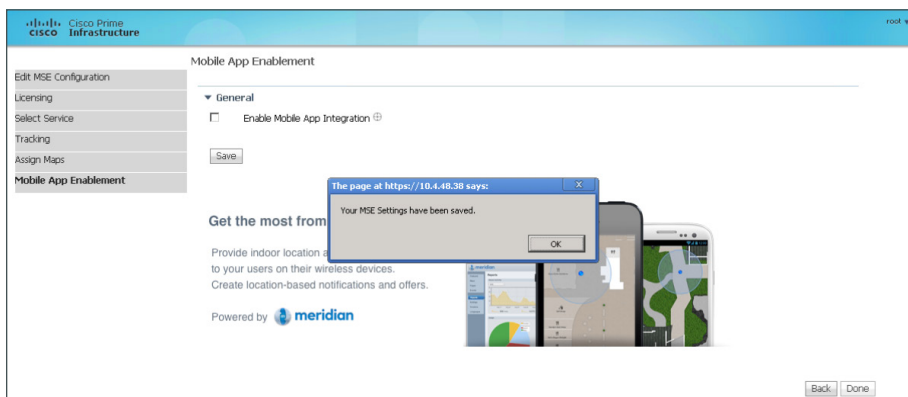 cisco Cisco Prime
Infrastructure
root
Mobile App Enablement
Edit MSE Configuration
Licensing
Select Service
Tracking
Assign Maps
Mobile App Enablement
General
Enable Mobile App Integration
Save
The page at https://10.4.48.38 says:
Your MSE Settings have been saved.
OK
Get the most from
Provide indoor location a
to your users on their wireless devices.
Create location-based notifications and offers.
Powered by meridian
meridian
Back Done